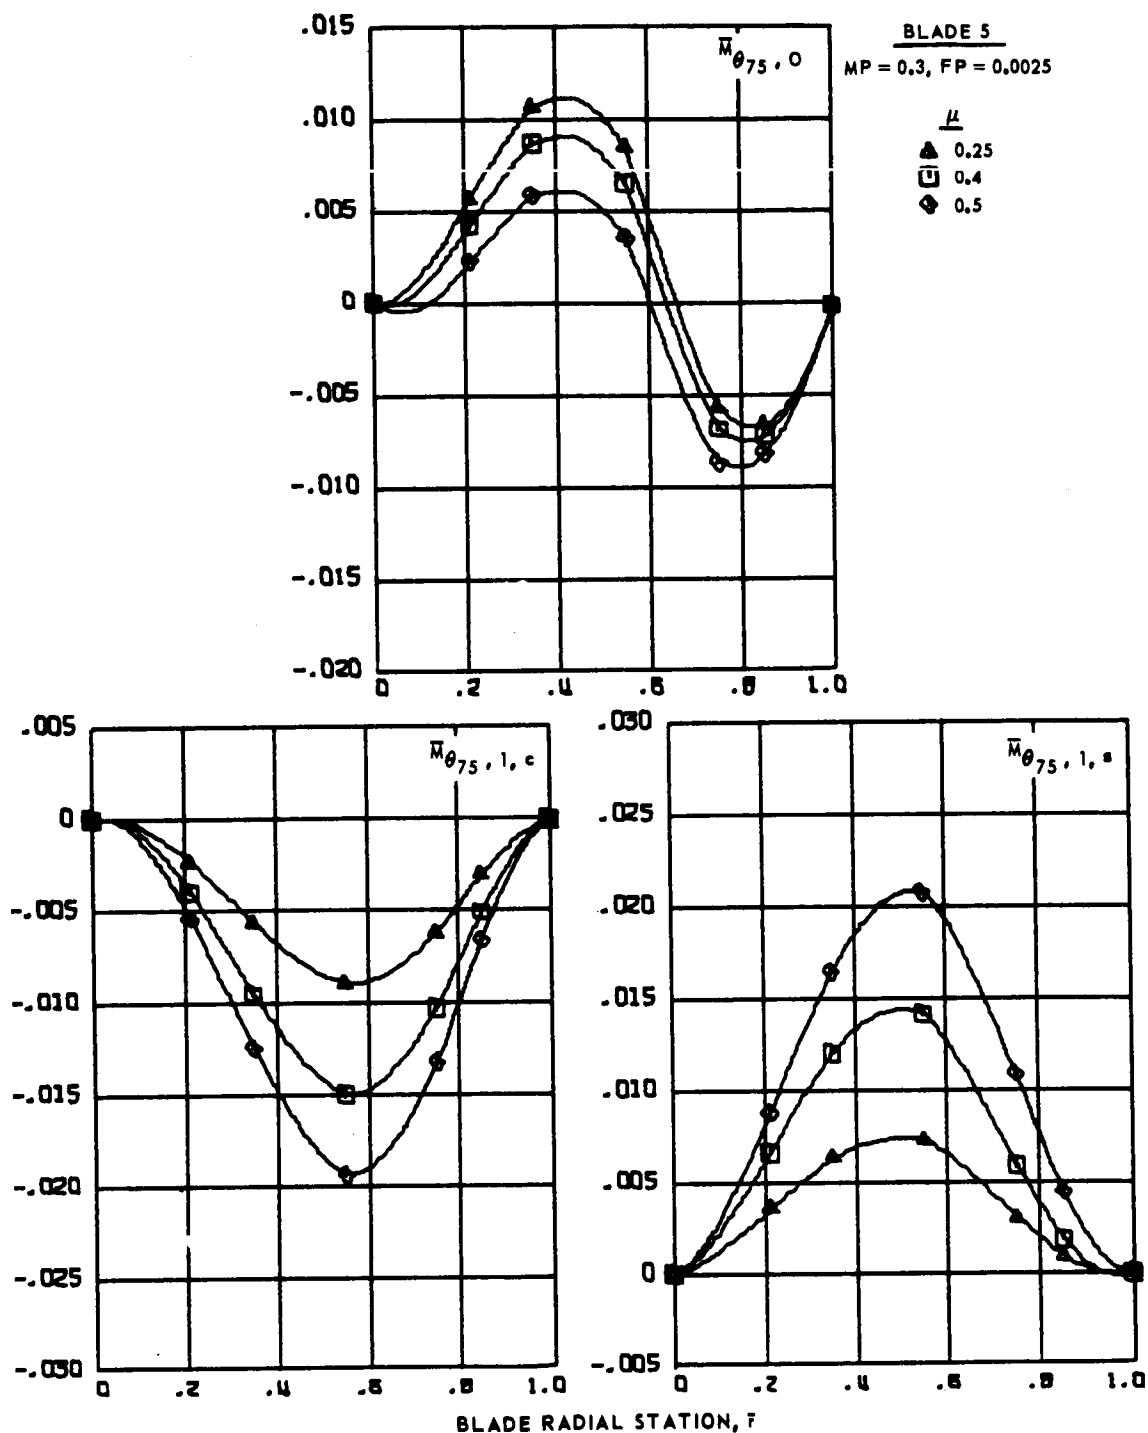 .015
.010
.005
0
-.005
-.010
-.015
-.020
0 .2 .4 .6 .8 1.0
M̅θ75, 0
BLADE 5
MP = 0.3, FP = 0.0025
μ
0.25
0.4
0.5
.005
0
-.005
-.010
-.015
-.020
-.025
-.030
0 .2 .4 .6 .8 1.0
M̅θ75, 1, c
.030
.025
.020
.015
.010
.005
0
-.005
0 .2 .4 .6 .8 1.0
M̅θ75, 1, s
BLADE RADIAL STATION, r̅